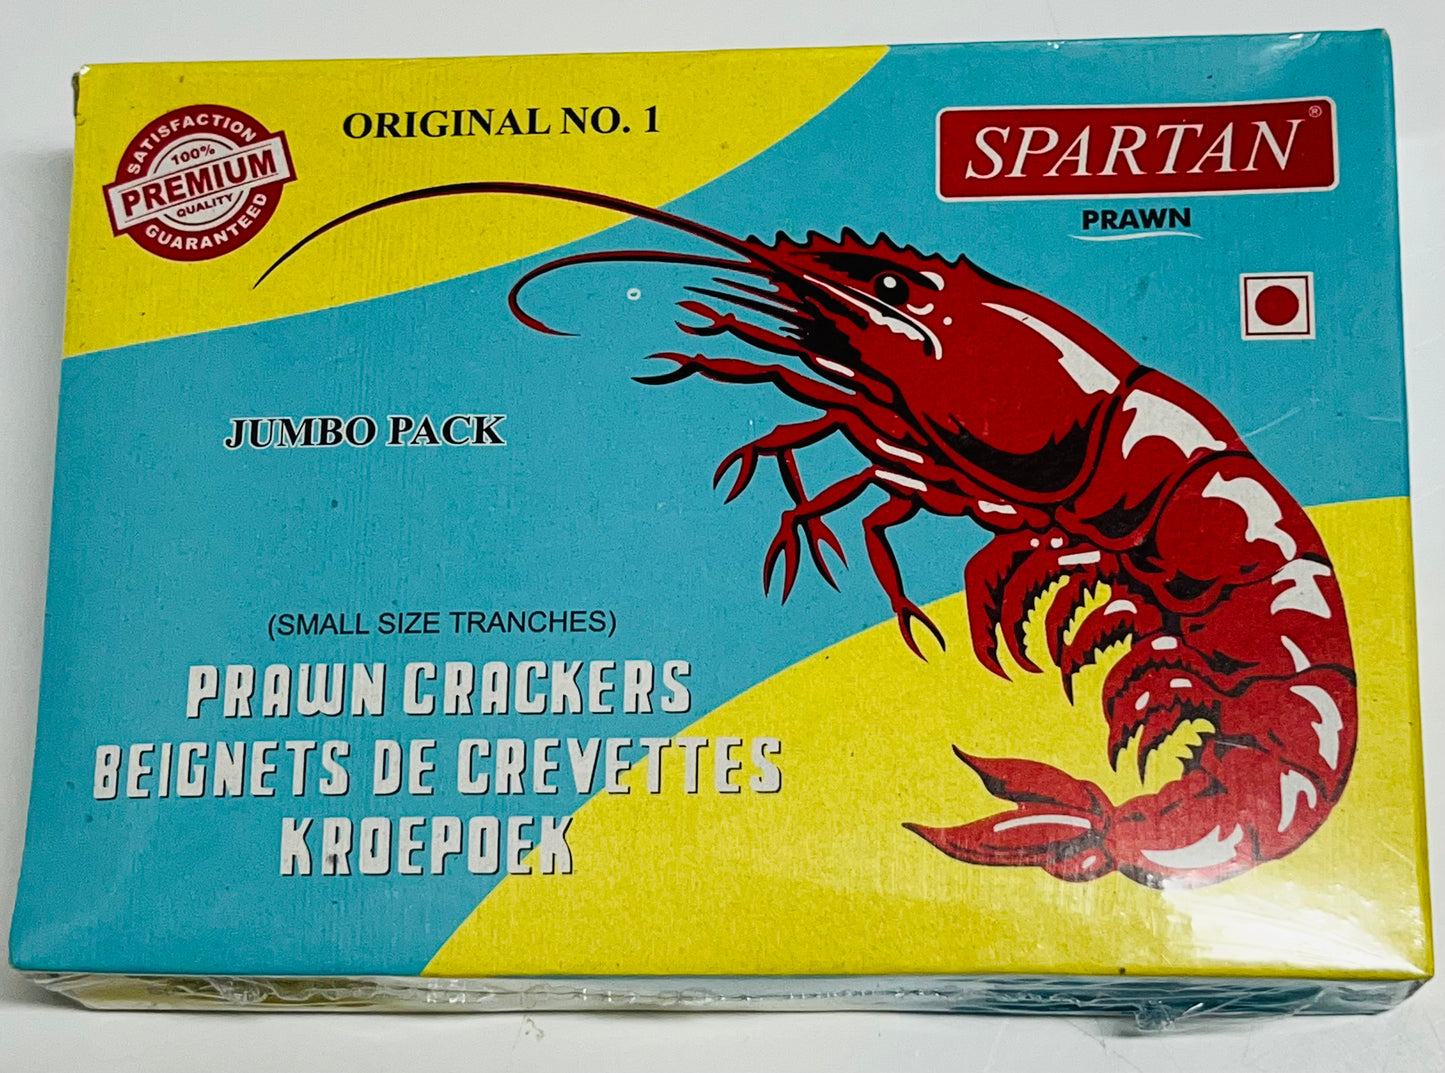 SATISFACTION
100%
PREMIUM
QUALITY
GUARANTEED
ORIGINAL NO. 1
SPARTAN®
PRAWN
JUMBO PACK
(SMALL SIZE TRANCHES)
PRAWN CRACKERS
BEIGNETS DE CREVETTES
KROEPOEK